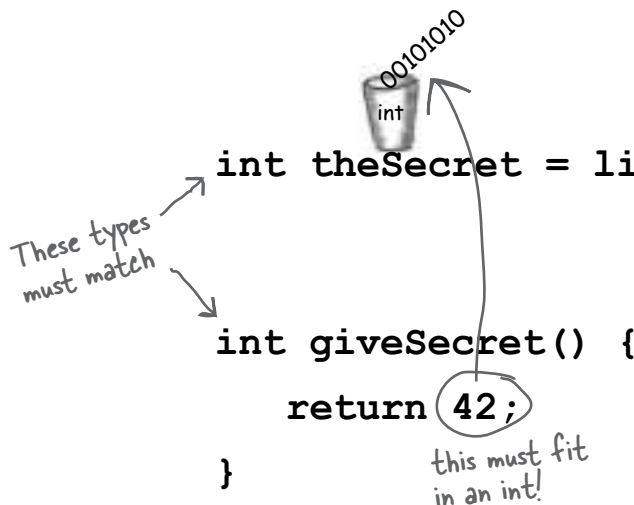 00101010
int
int theSecret = li
These types
must match
int giveSecret() {
return 42;
this must fit
in an int!
}